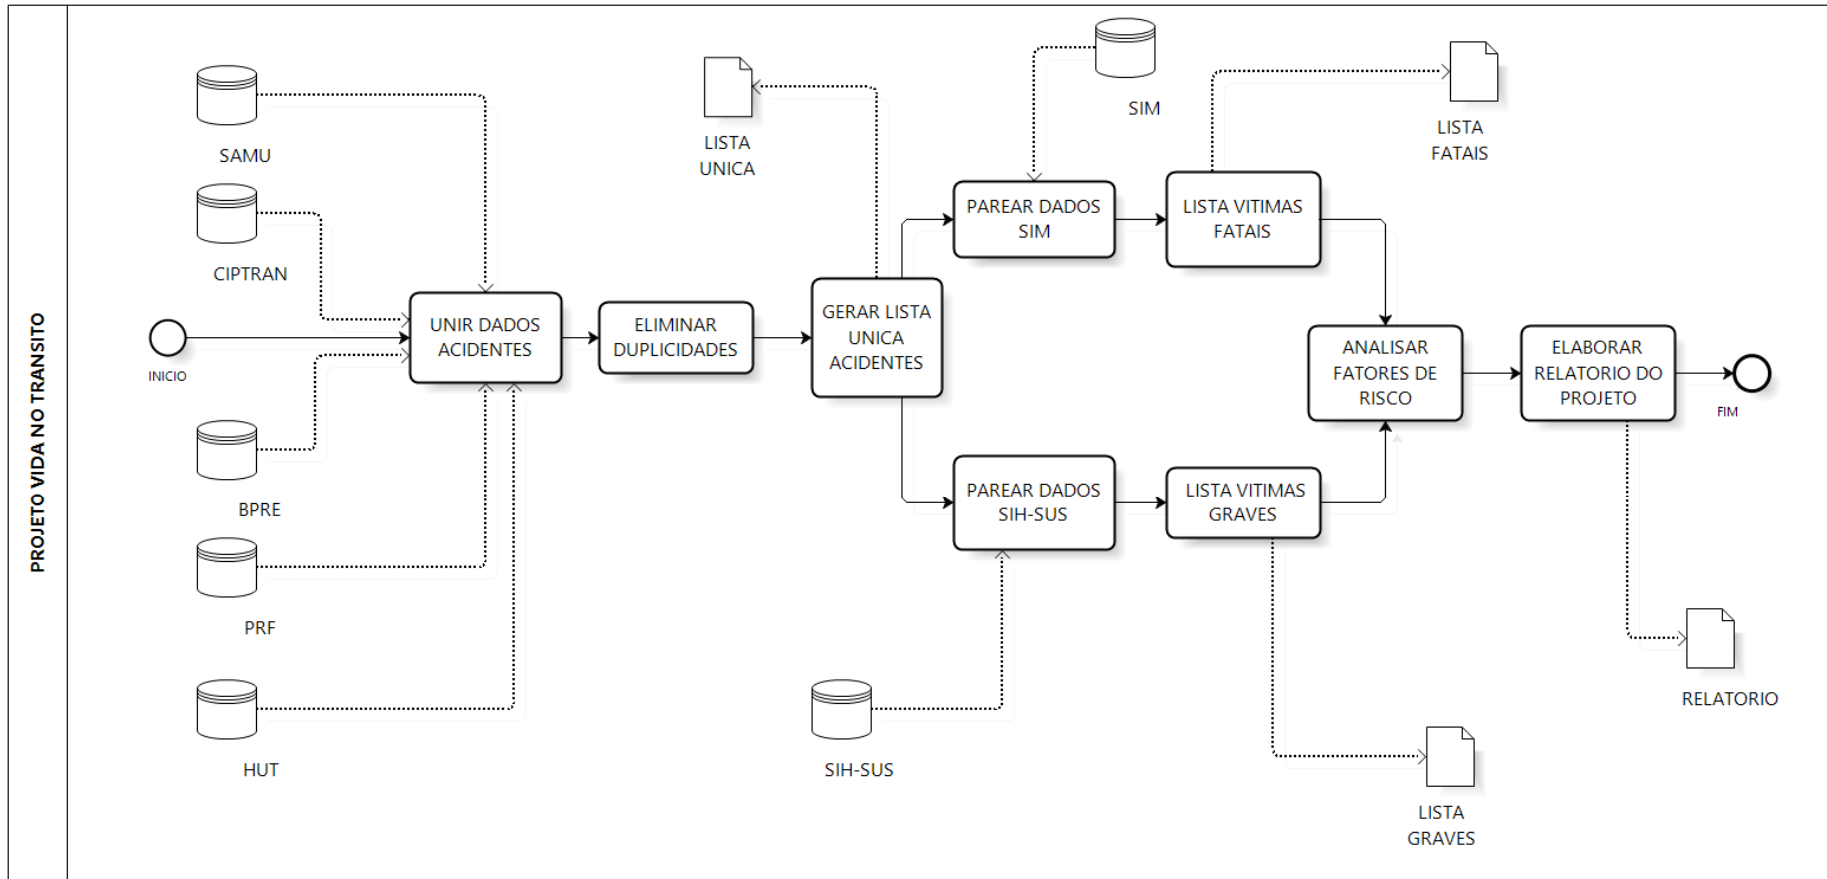 PROJETO VIDA NO TRANSITO
SAMU
CIPTRAN
INICIO
BPRE
PRF
HUT
UNIR DADOS
ACIDENTES
ELIMINAR
DUPLICIDADES
LISTA
UNICA
GERAR LISTA
UNICA
ACIDENTES
SIM
PAREAR DADOS
SIM
LISTA VITIMAS
FATAIS
LISTA
FATAIS
PAREAR DADOS
SIH-SUS
SIH-SUS
LISTA VITIMAS
GRAVES
LISTA
GRAVES
ANALISAR
FATORES DE
RISCO
ELABORAR
RELATORIO DO
PROJETO
RELATORIO
FIM